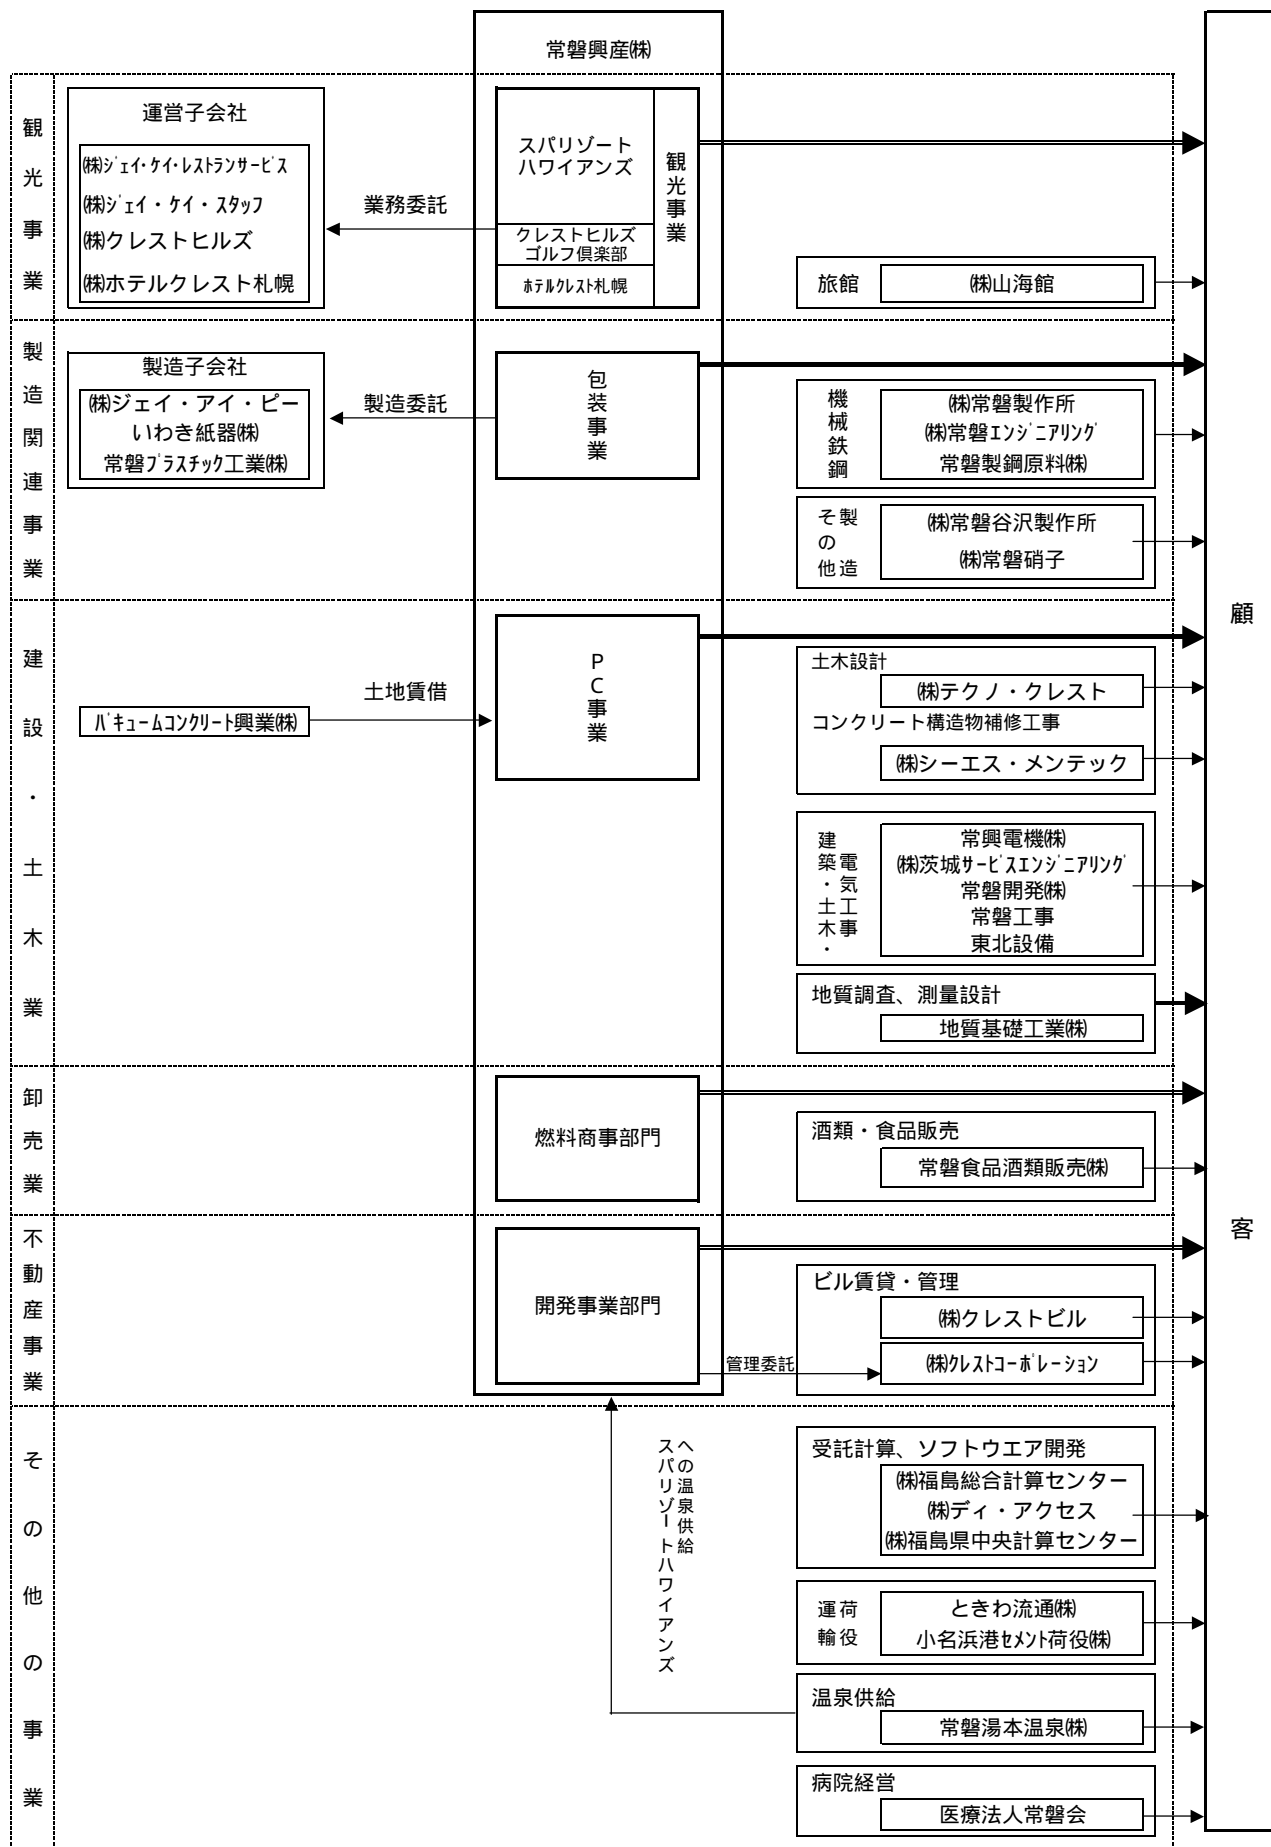 常磐興産㈱
観光事業
運営子会社
㈱ｼﾞｪｲ・ｹｲ・ﾚｽﾄﾗﾝｻｰﾋﾞｽ
㈱ｼﾞｪｲ・ｹｲ・ｽﾀｯﾌ
㈱クレストヒルズ
㈱ホテルクレスト札幌
業務委託
スパリゾート
ハワイアンズ
クレストヒルズ
ゴルフ倶楽部
ﾎﾃﾙｸﾚｽﾄ札幌
観光事業
旅館
㈱山海館
製造関連事業
製造子会社
㈱ジェイ・アイ・ピー
いわき紙器㈱
常磐ﾌﾟﾗｽﾁｯｸ工業㈱
製造委託
包装事業
機械鉄鋼
㈱常磐製作所
㈱常磐ｴﾝｼﾞﾆｱﾘﾝｸﾞ
常磐製鋼原料㈱
その他
製造
㈱常磐谷沢製作所
㈱常磐硝子
建設・土木業
ﾊﾞｷｭｰﾑｺﾝｸﾘｰﾄ興業㈱
土地賃借
PC事業
土木設計
㈱テクノ・クレスト
コンクリート構造物補修工事
㈱シーエス・メンテック
建築・土木・
電気工事
常興電機㈱
㈱茨城ｻｰﾋﾞｽｴﾝｼﾞﾆｱﾘﾝｸﾞ
常磐開発㈱
常磐工事
東北設備
地質調査、測量設計
地質基礎工業㈱
卸売業
燃料商事部門
酒類・食品販売
常磐食品酒類販売㈱
不動産事業
開発事業部門
管理委託
ビル賃貸・管理
㈱クレストビル
㈱ｸﾚｽﾄｺｰﾎﾟﾚｰｼｮﾝ
その他の事業
スパリゾートハワイアンズ
への温泉供給
受託計算、ソフトウエア開発
㈱福島総合計算センター
㈱ディ・アクセス
㈱福島県中央計算センター
運輸
荷役
ときわ流通㈱
小名浜港ｾﾒﾝﾄ荷役㈱
温泉供給
常磐湯本温泉㈱
病院経営
医療法人常磐会
顧客